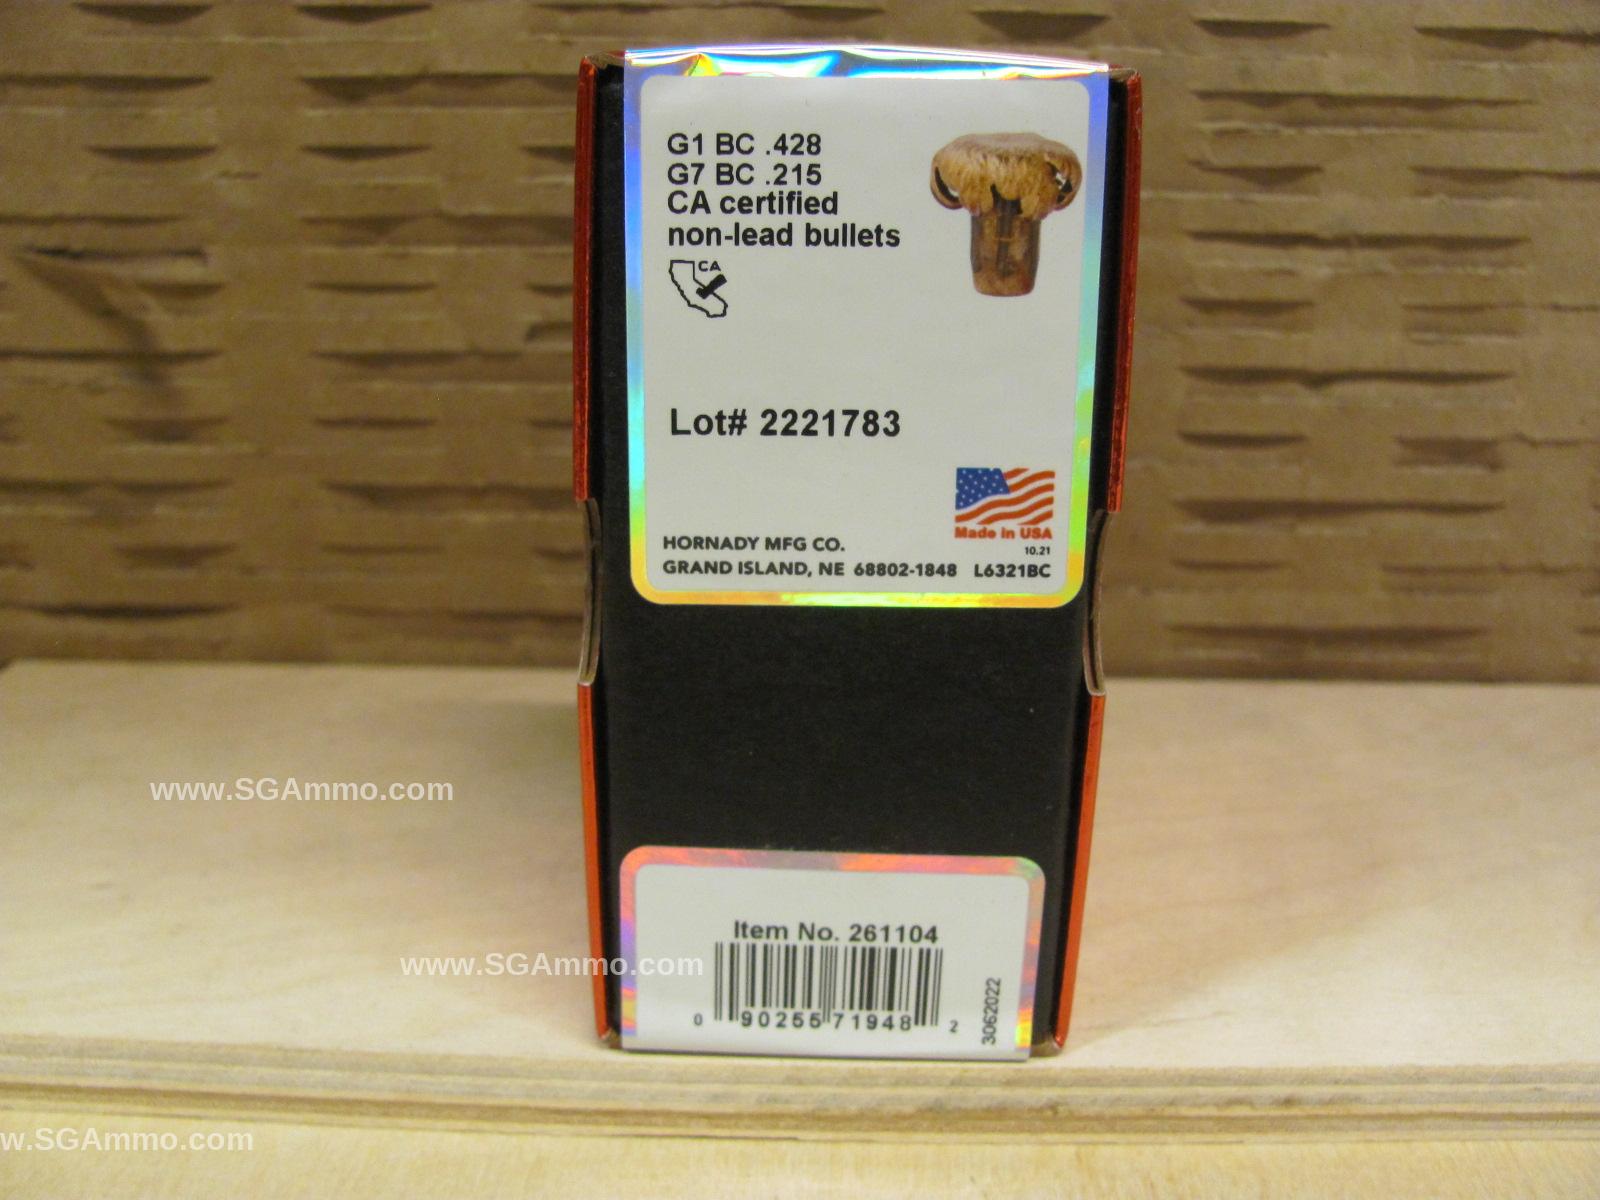 G1 BC .428
G7 BC .215
CA certified
non-lead bullets
CA
Lot# 2221783
Made in USA
10.21
HORNADY MFG CO.
GRAND ISLAND, NE 68802-1848 L6321BC
www.SGAmmo.com
Item No. 261104
www.SGAmmo.com
0 90255 71948 2
3062022
w.SGAmmo.com